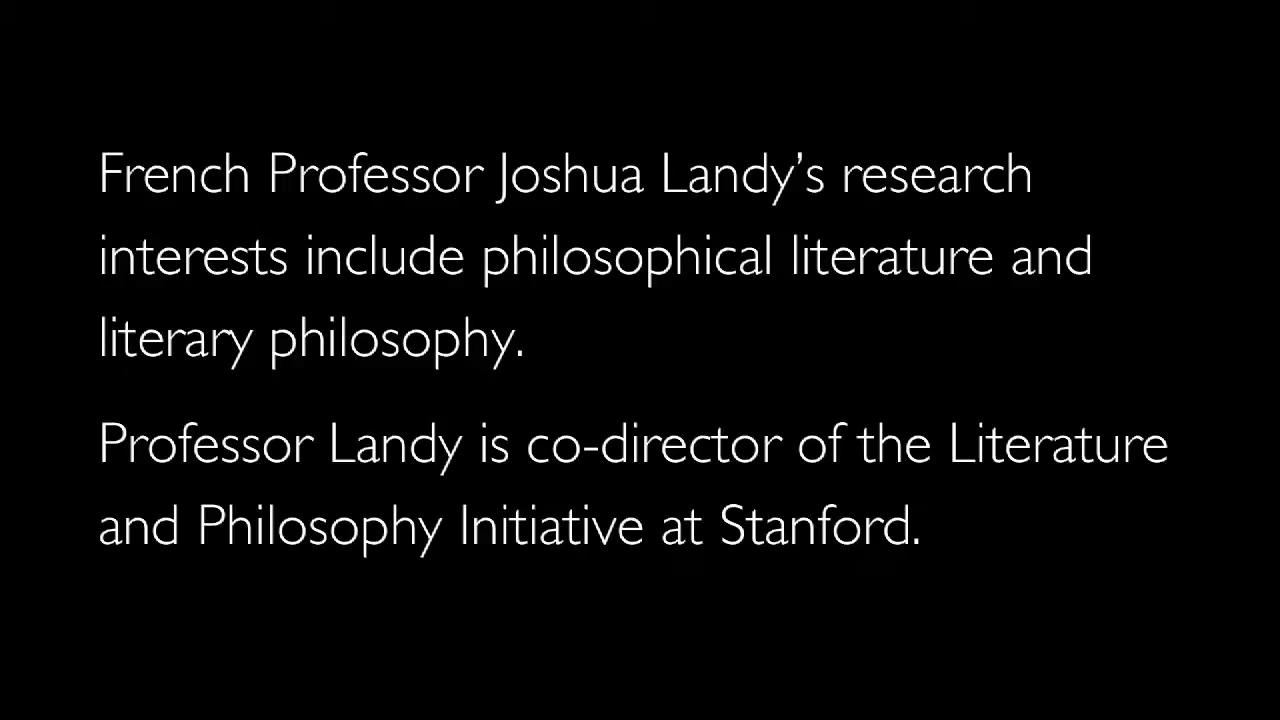 French Professor Joshua Landy’s research
interests include philosophical literature and
literary philosophy.
Professor Landy is co-director of the Literature
and Philosophy Initiative at Stanford.